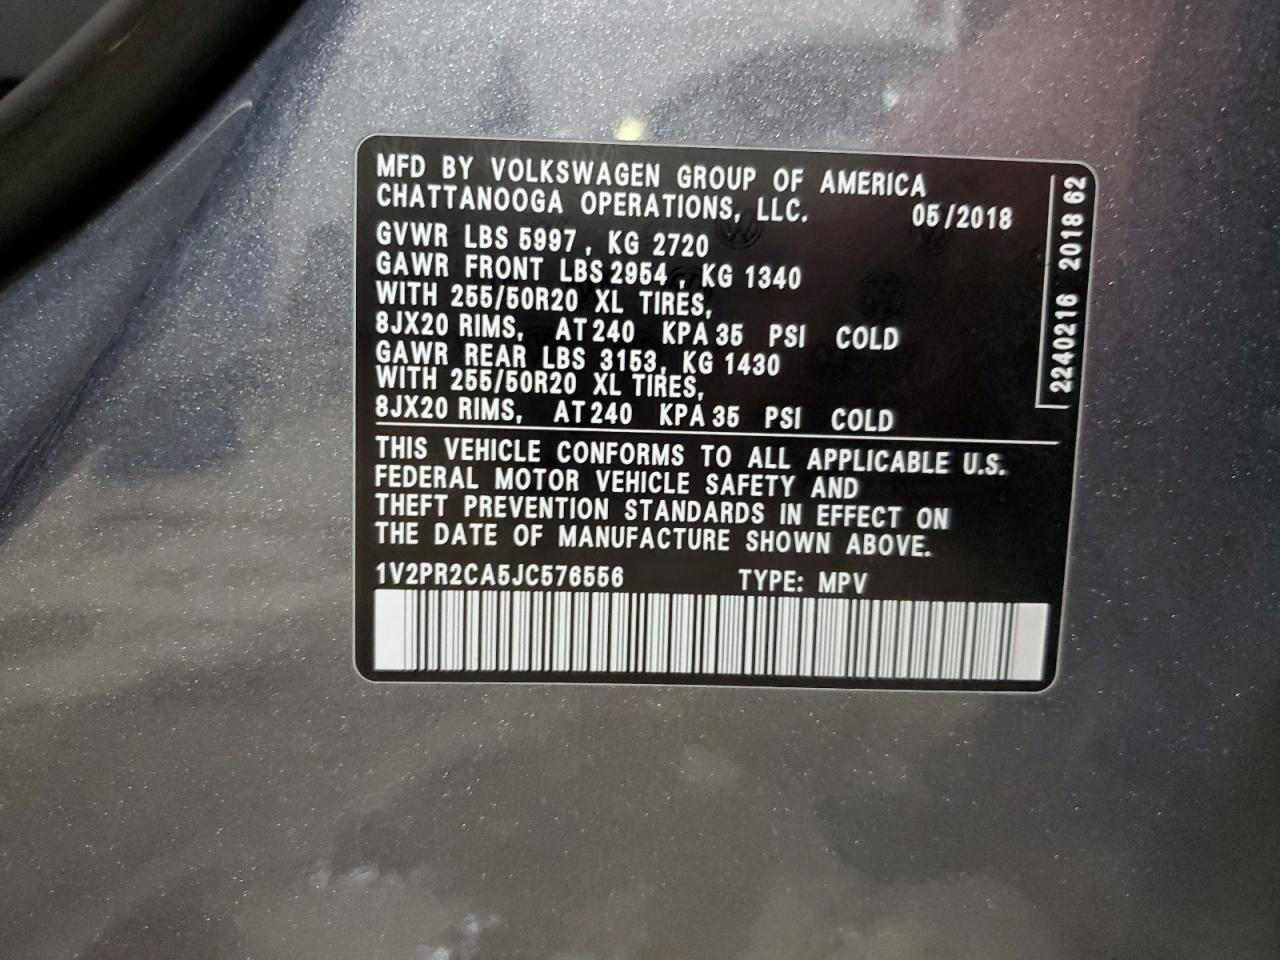 MFD BY VOLKSWAGEN GROUP OF AMERICA
CHATTANOOGA OPERATIONS, LLC. 05/2018
GVWR LBS 5997, KG 2720
GAWR FRONT LBS 2954, KG 1340
WITH 255/50R20 XL TIRES,
8JX20 RIMS, AT 240 KPA 35 PSI COLD
GAWR REAR LBS 3153, KG 1430
WITH 255/50R20 XL TIRES,
8JX20 RIMS, AT 240 KPA 35 PSI COLD
THIS VEHICLE CONFORMS TO ALL APPLICABLE U.S.
FEDERAL MOTOR VEHICLE SAFETY AND
THEFT PREVENTION STANDARDS IN EFFECT ON
THE DATE OF MANUFACTURE SHOWN ABOVE.
1V2PR2CA5JC576556 TYPE: MPV
2240216 2018 62